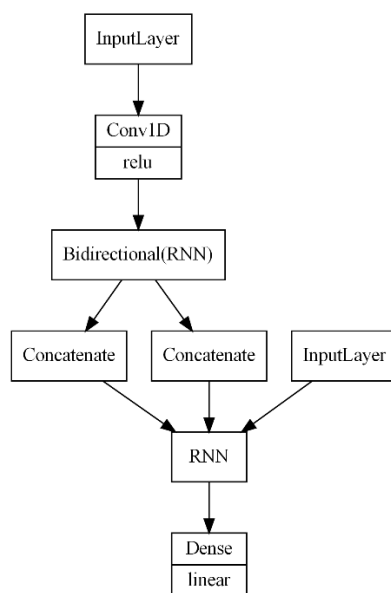 InputLayer
Conv1D
relu
Bidirectional(RNN)
Concatenate
Concatenate
InputLayer
RNN
Dense
linear